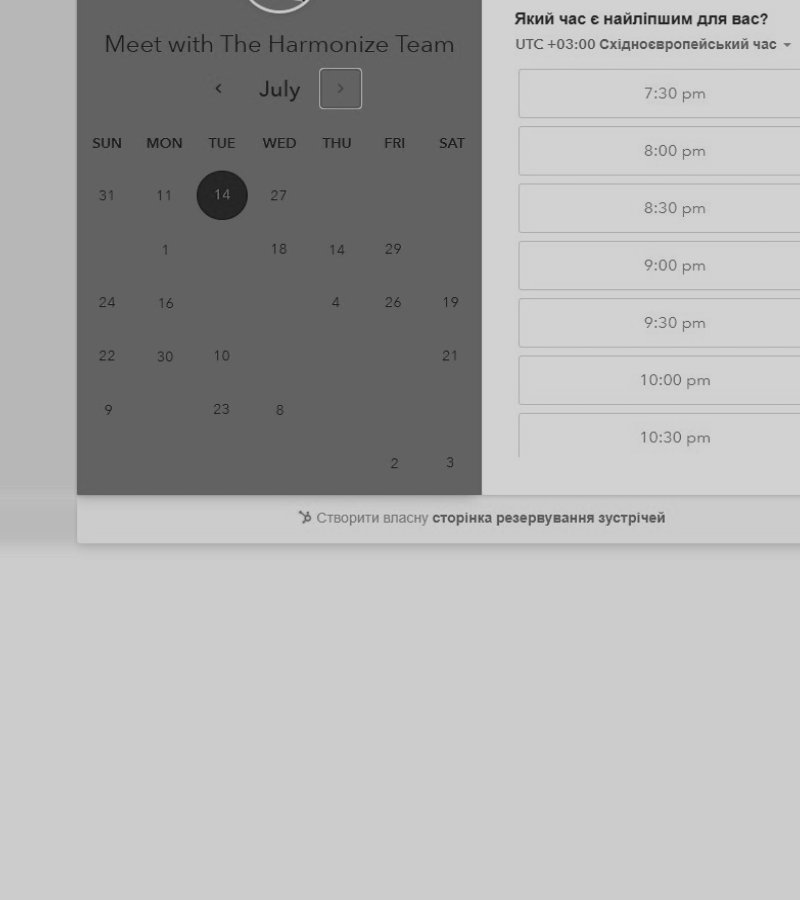 Meet with The Harmonize Team
July
SUN MON TUE WED THU FRI SAT
31 11 14 27
1 18 14 29
24 16 4 26 19
22 30 10 21
9 23 8
2 3
Який час є найліпшим для вас?
UTC +03:00 Східноєвропейський час
7:30 pm
8:00 pm
8:30 pm
9:00 pm
9:30 pm
10:00 pm
10:30 pm
Створити власну сторінка резервування зустрічей